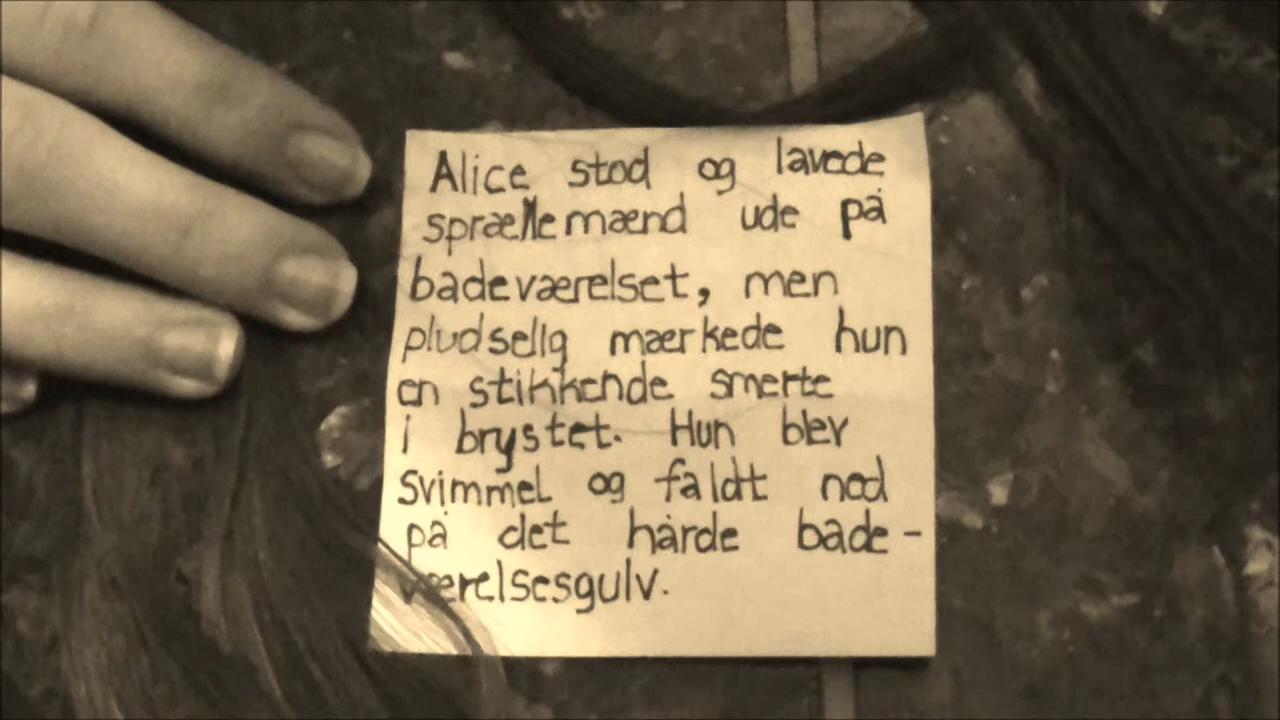 Alice stod og lavede
sprællemænd ude på
badeværelset, men
pludselig mærkede hun
en stikkende smerte
i brystet. Hun blev
svimmel og faldt ned
på det hårde bade-
værelsesgulv.